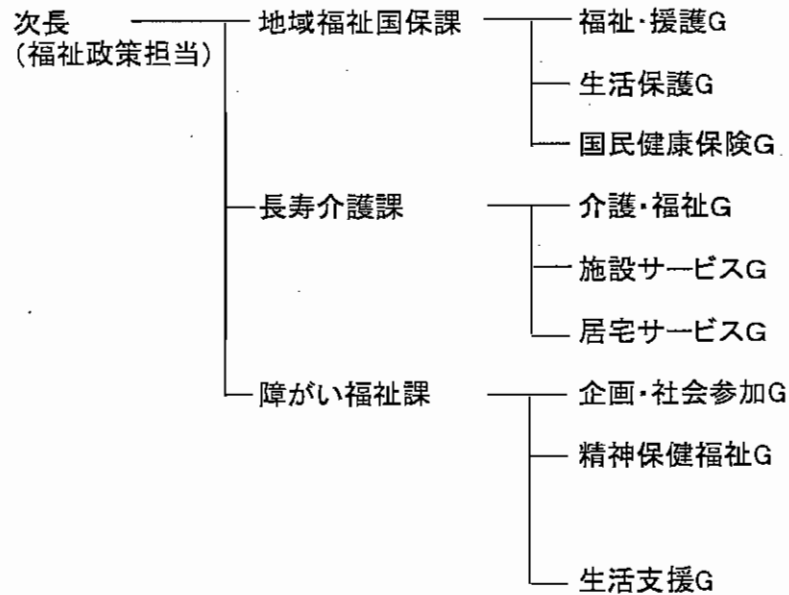 次長 地域福祉国保課 福祉・援護G
(福祉政策担当)
生活保護G
国民健康保険G
長寿介護課 介護・福祉G
施設サービスG
居宅サービスG
障がい福祉課 企画・社会参加G
精神保健福祉G
生活支援G